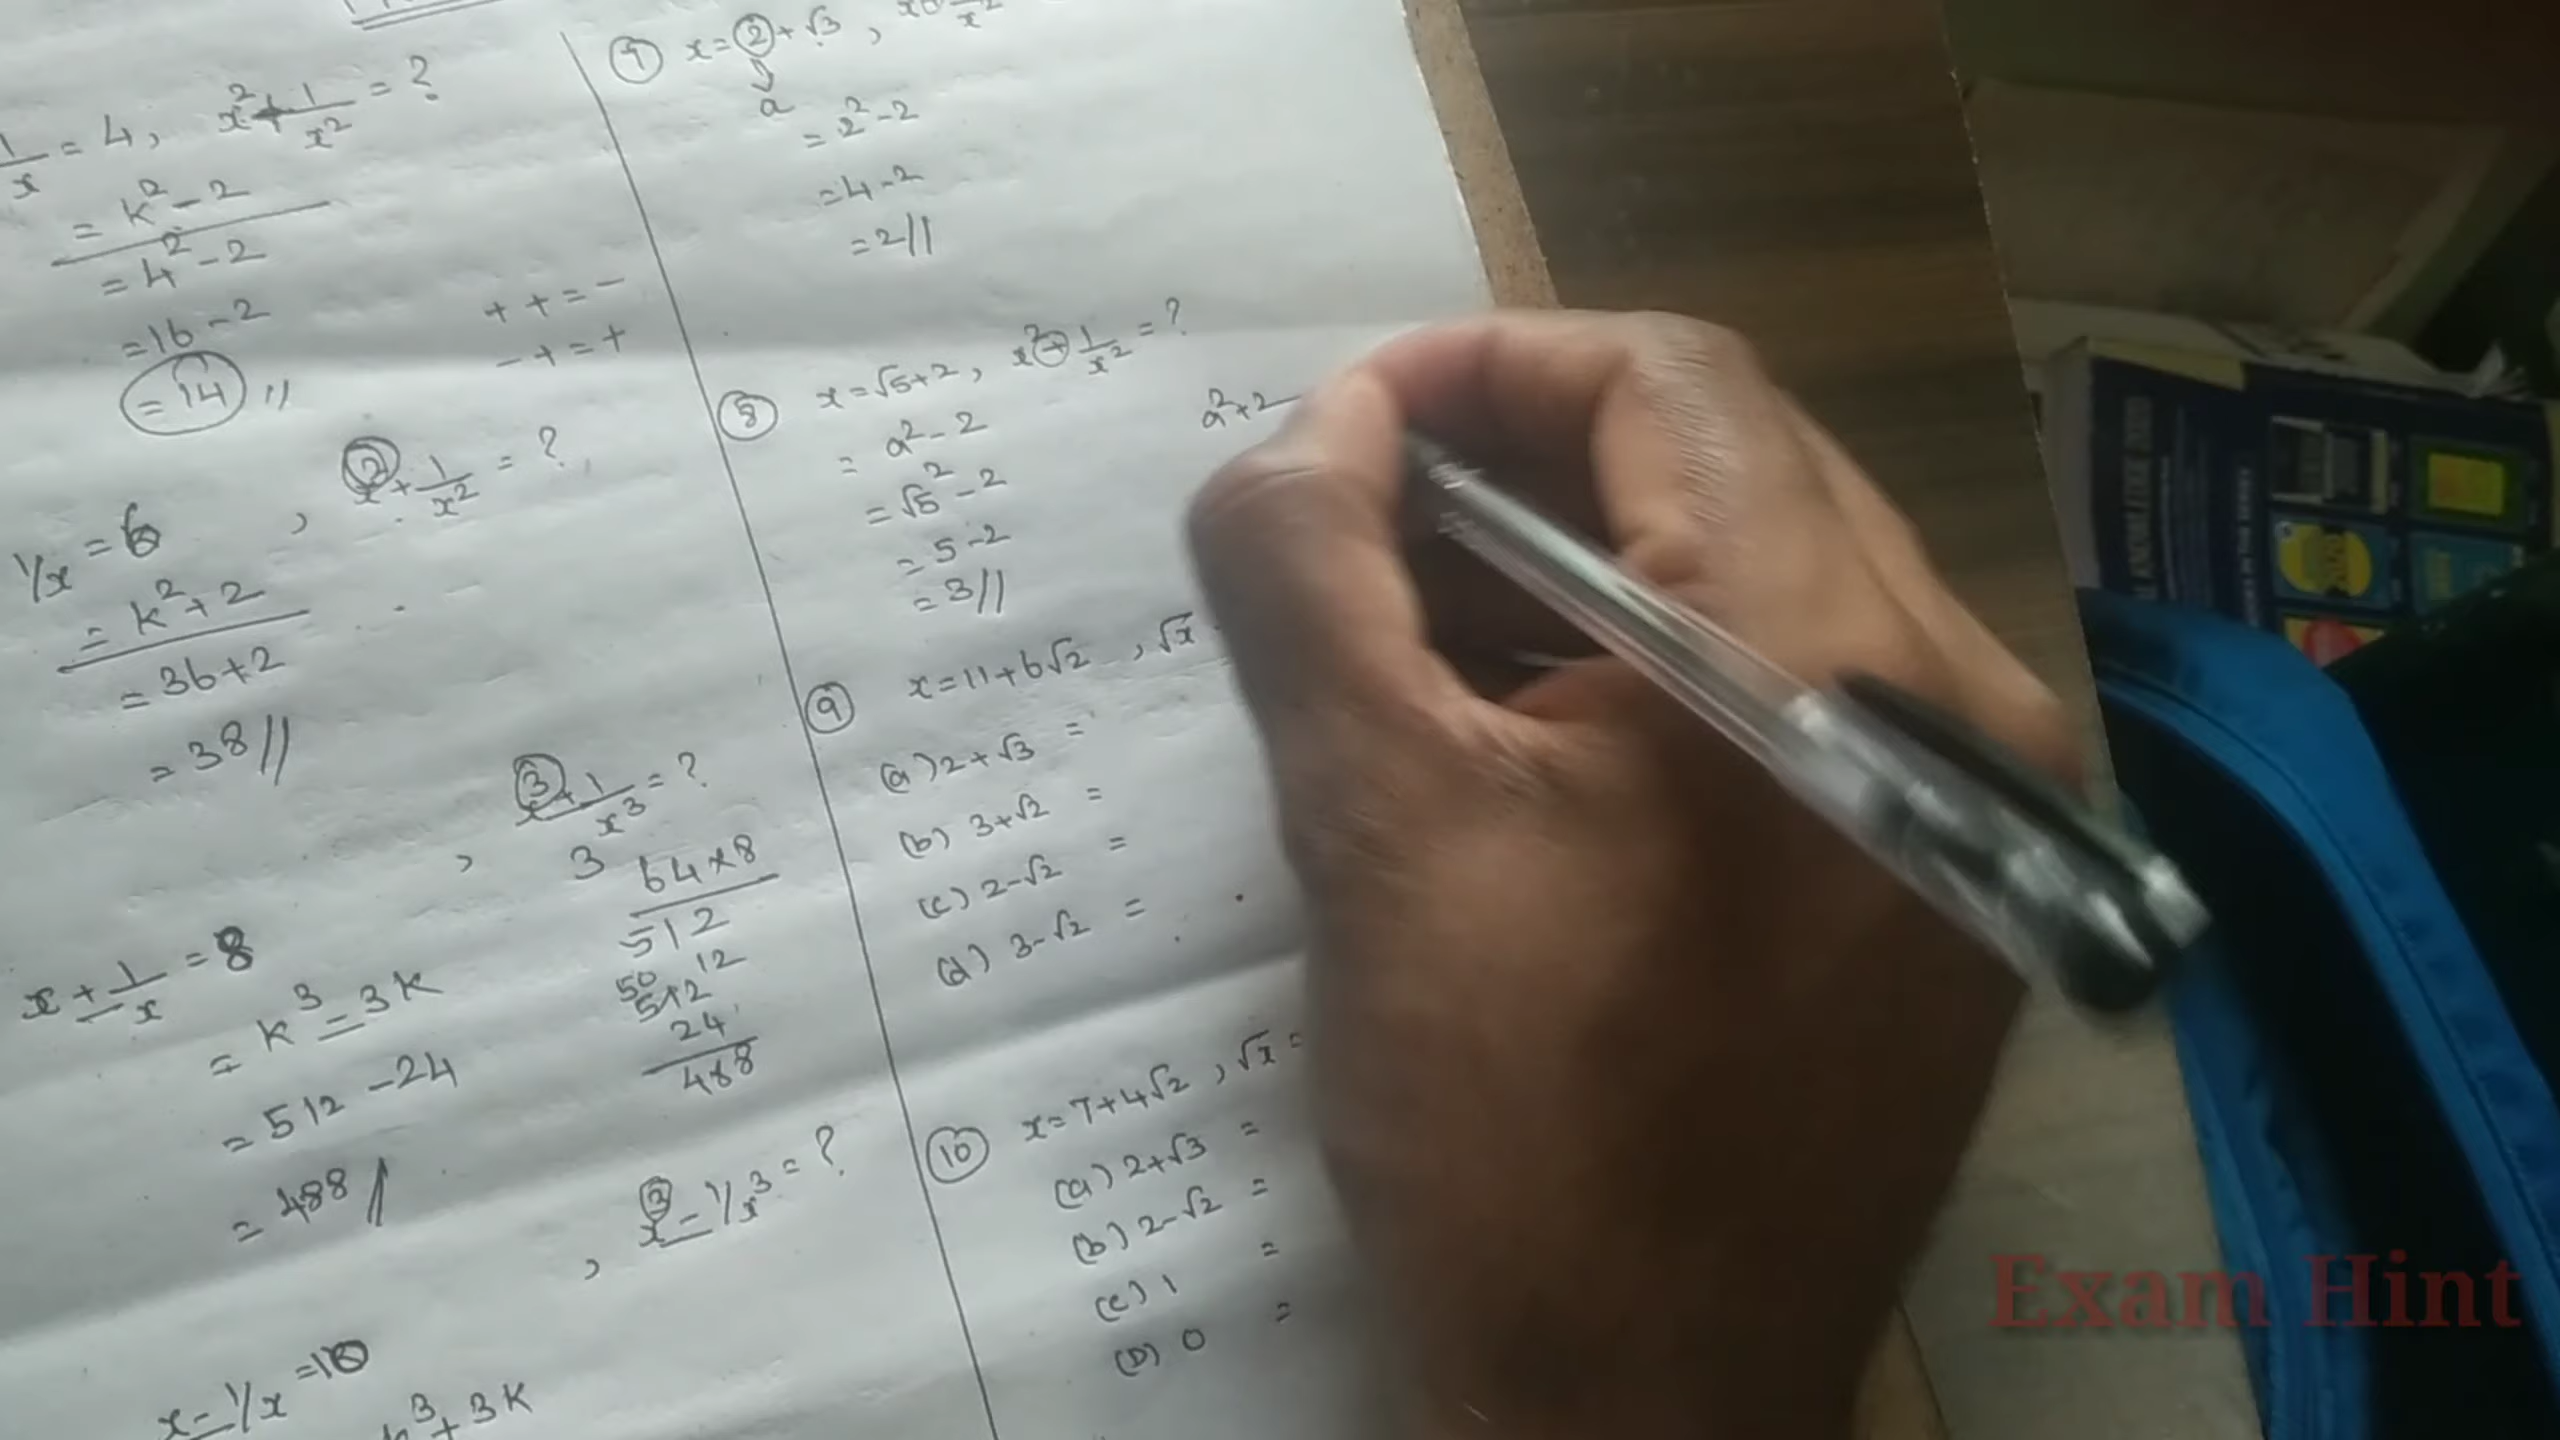 1/x = 4, x² + 1/x² = ?
= k² - 2
= 4² - 2
= 16 - 2
= 14 //
+ + = -
- + = +
1/x = 6 , x² + 1/x² = ?
= k² + 2
= 36 + 2
= 38 //
x + 1/x = 8 , x³ + 1/x³ = ?
3
64 × 8
512
50 12
512
24
488
= k³ - 3k
= 512 - 24
= 488 //
x - 1/x = 10 , x³ - 1/x³ = ?
k³ + 3k
x = 2 + √3 ,
a
= 2² - 2
= 4 - 2
= 2 //
8 x = √5 + 2, x² + 1/x² = ?
= a² - 2
a² + 2
= √5² - 2
= 5 - 2
= 3 //
9 x = 11 + 6√2 , √x
(a) 2 + √3 =
(b) 3 + √2 =
(c) 2 - √2 =
(d) 3 - √2 =
10 x = 7 + 4√2 , √x =
(a) 2 + √3 =
(b) 2 - √2 =
(c) 1 =
(D) 0 =
Exam Hint